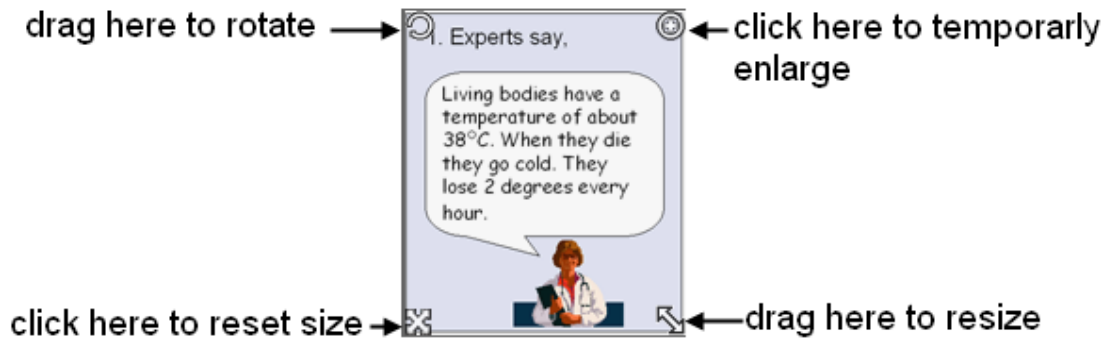 drag here to rotate
1. Experts say,
click here to temporarly
enlarge
Living bodies have a
temperature of about
38°C. When they die
they go cold. They
lose 2 degrees every
hour.
click here to reset size
drag here to resize